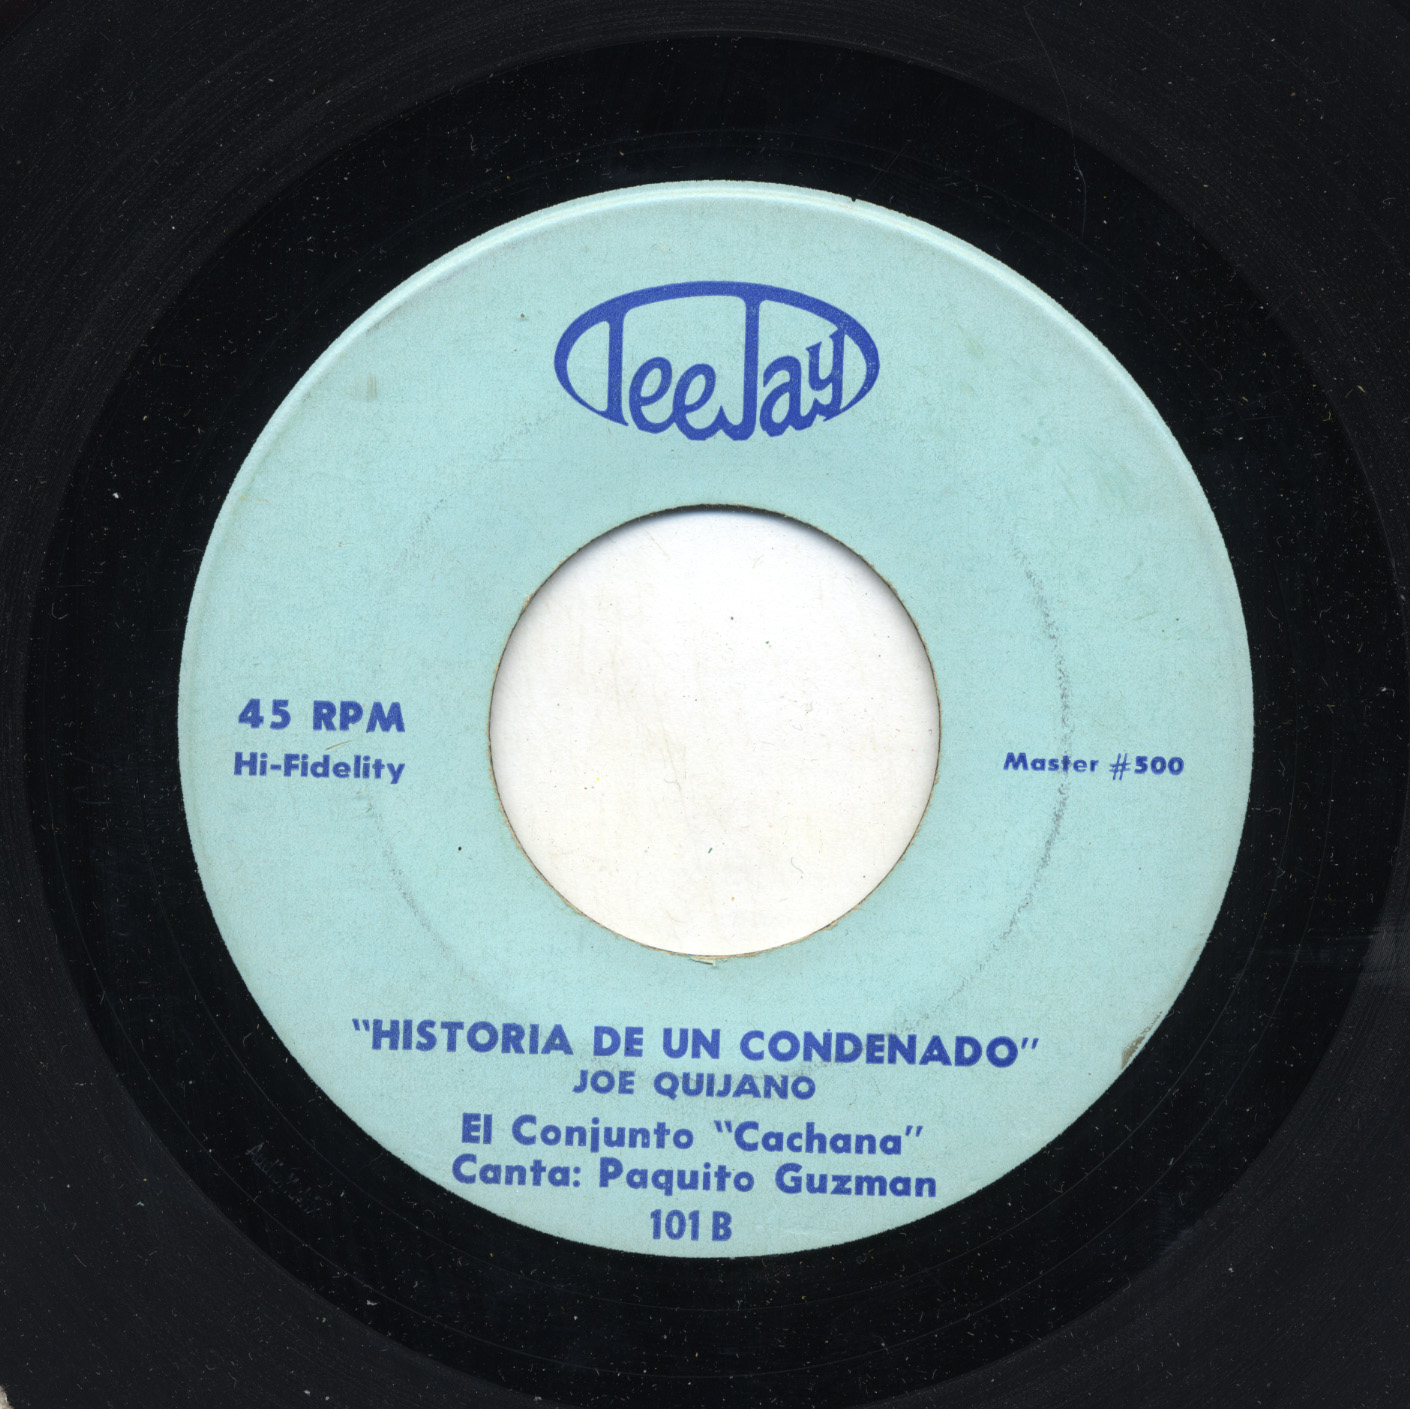 TeeJay
45 RPM
Hi-Fidelity
Master #500
"HISTORIA DE UN CONDENADO"
JOE QUIJANO
El Conjunto "Cachana"
Canta: Paquito Guzman
101 B